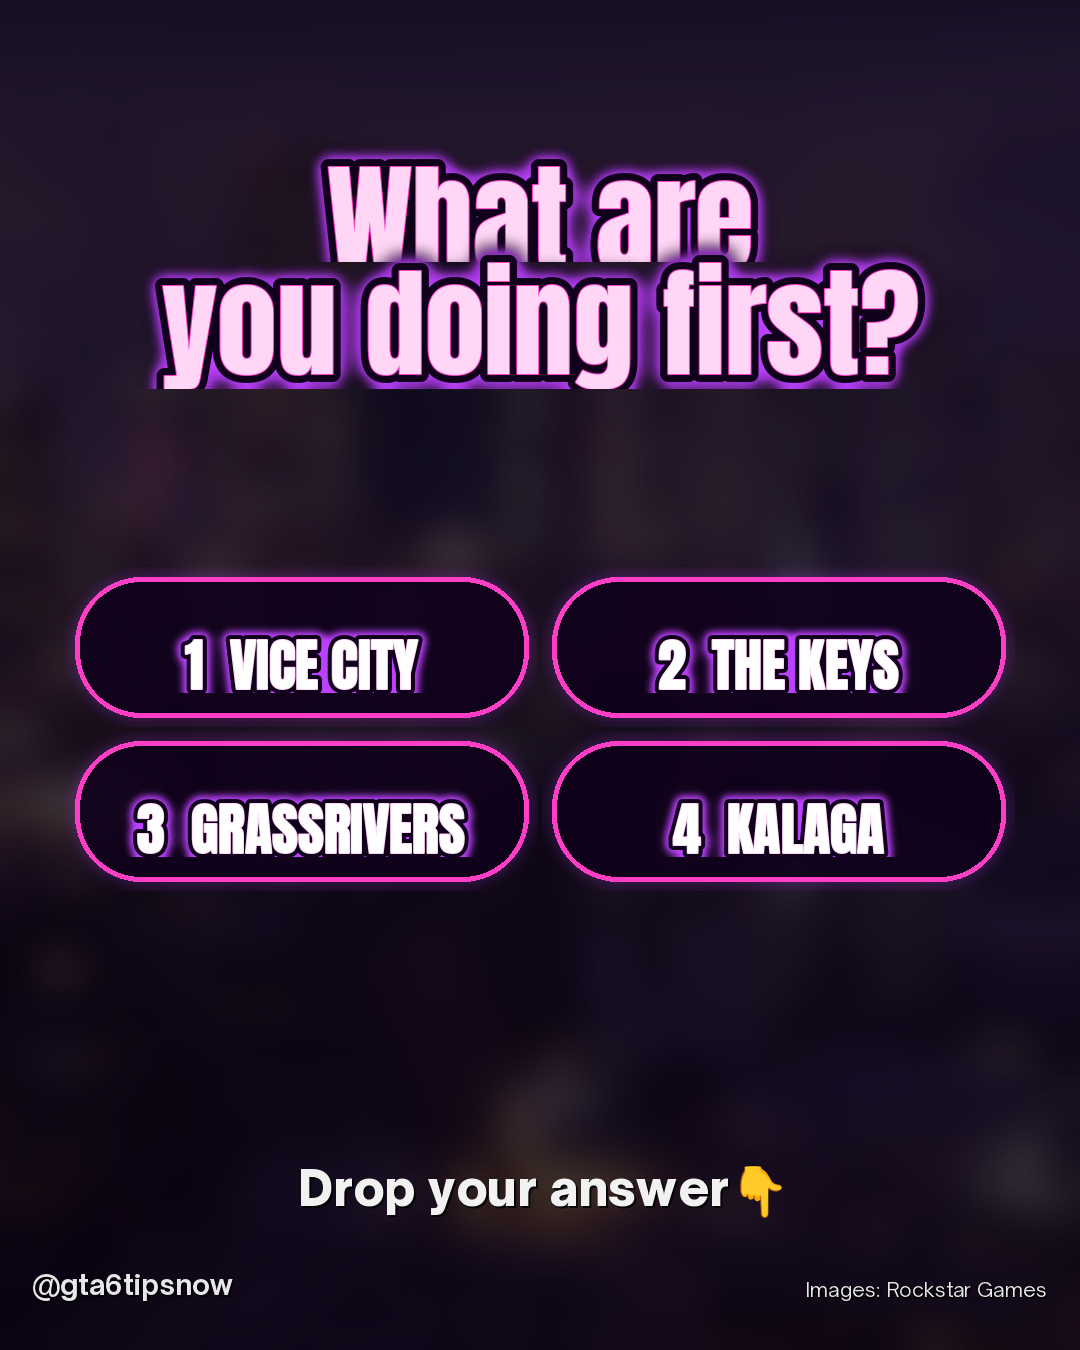 What are
you doing first?
1 VICE CITY
2 THE KEYS
3 GRASSRIVERS
4 KALAGA
Drop your answer👇
@gta6tipsnow
Images: Rockstar Games